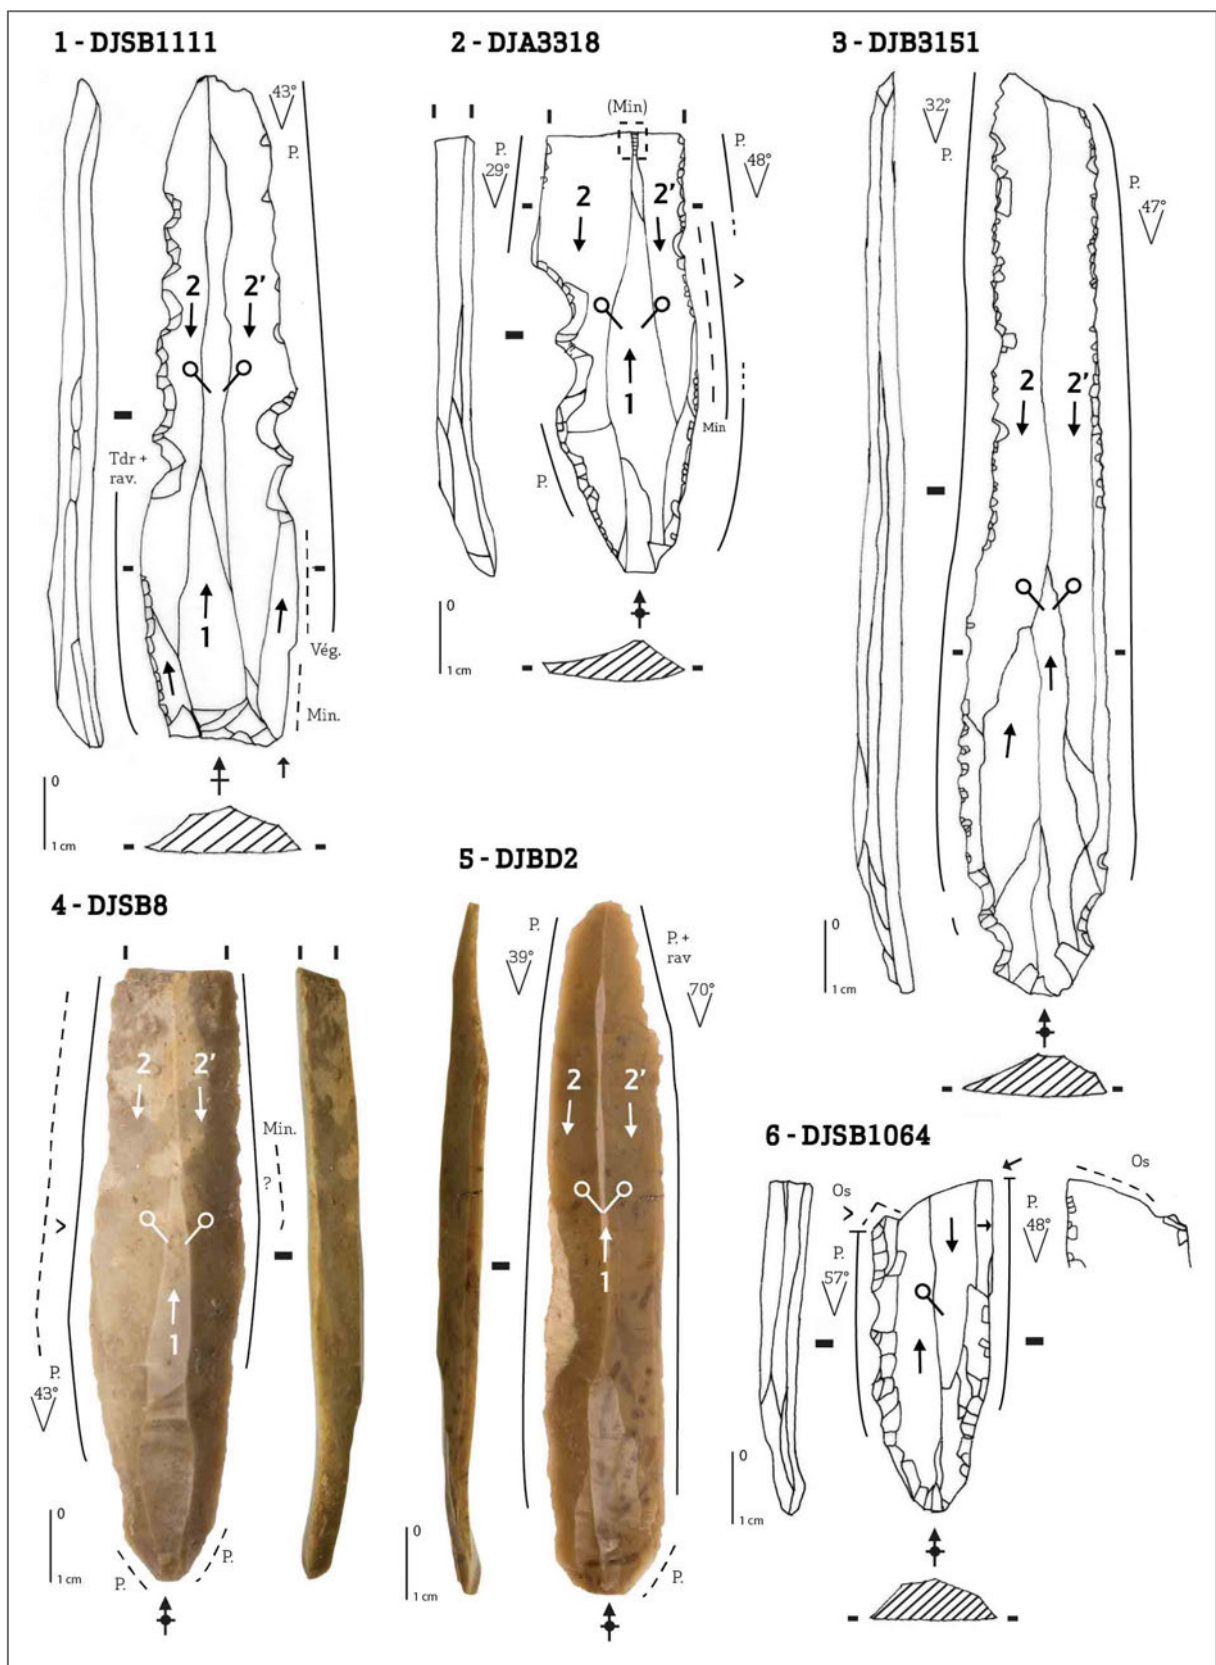 1 - DJSB1111
43°
P.
2
2'
Tdr +
rav.
1
Vég.
Min.
0
1 cm
2 - DJA3318
(Min)
P.
29°
P.
48°
2
2'
1
P.
Min
0
1 cm
3 - DJB3151
32°
P.
P.
47°
2
2'
0
1 cm
4 - DJSB8
2
2'
Min.
?
1
P.
43°
0
1 cm
P.
P.
5 - DJBD2
P.
39°
P. +
rav
70°
2
2'
1
0
1 cm
P.
6 - DJSB1064
Os
Os
P.
57°
P.
48°
0
1 cm